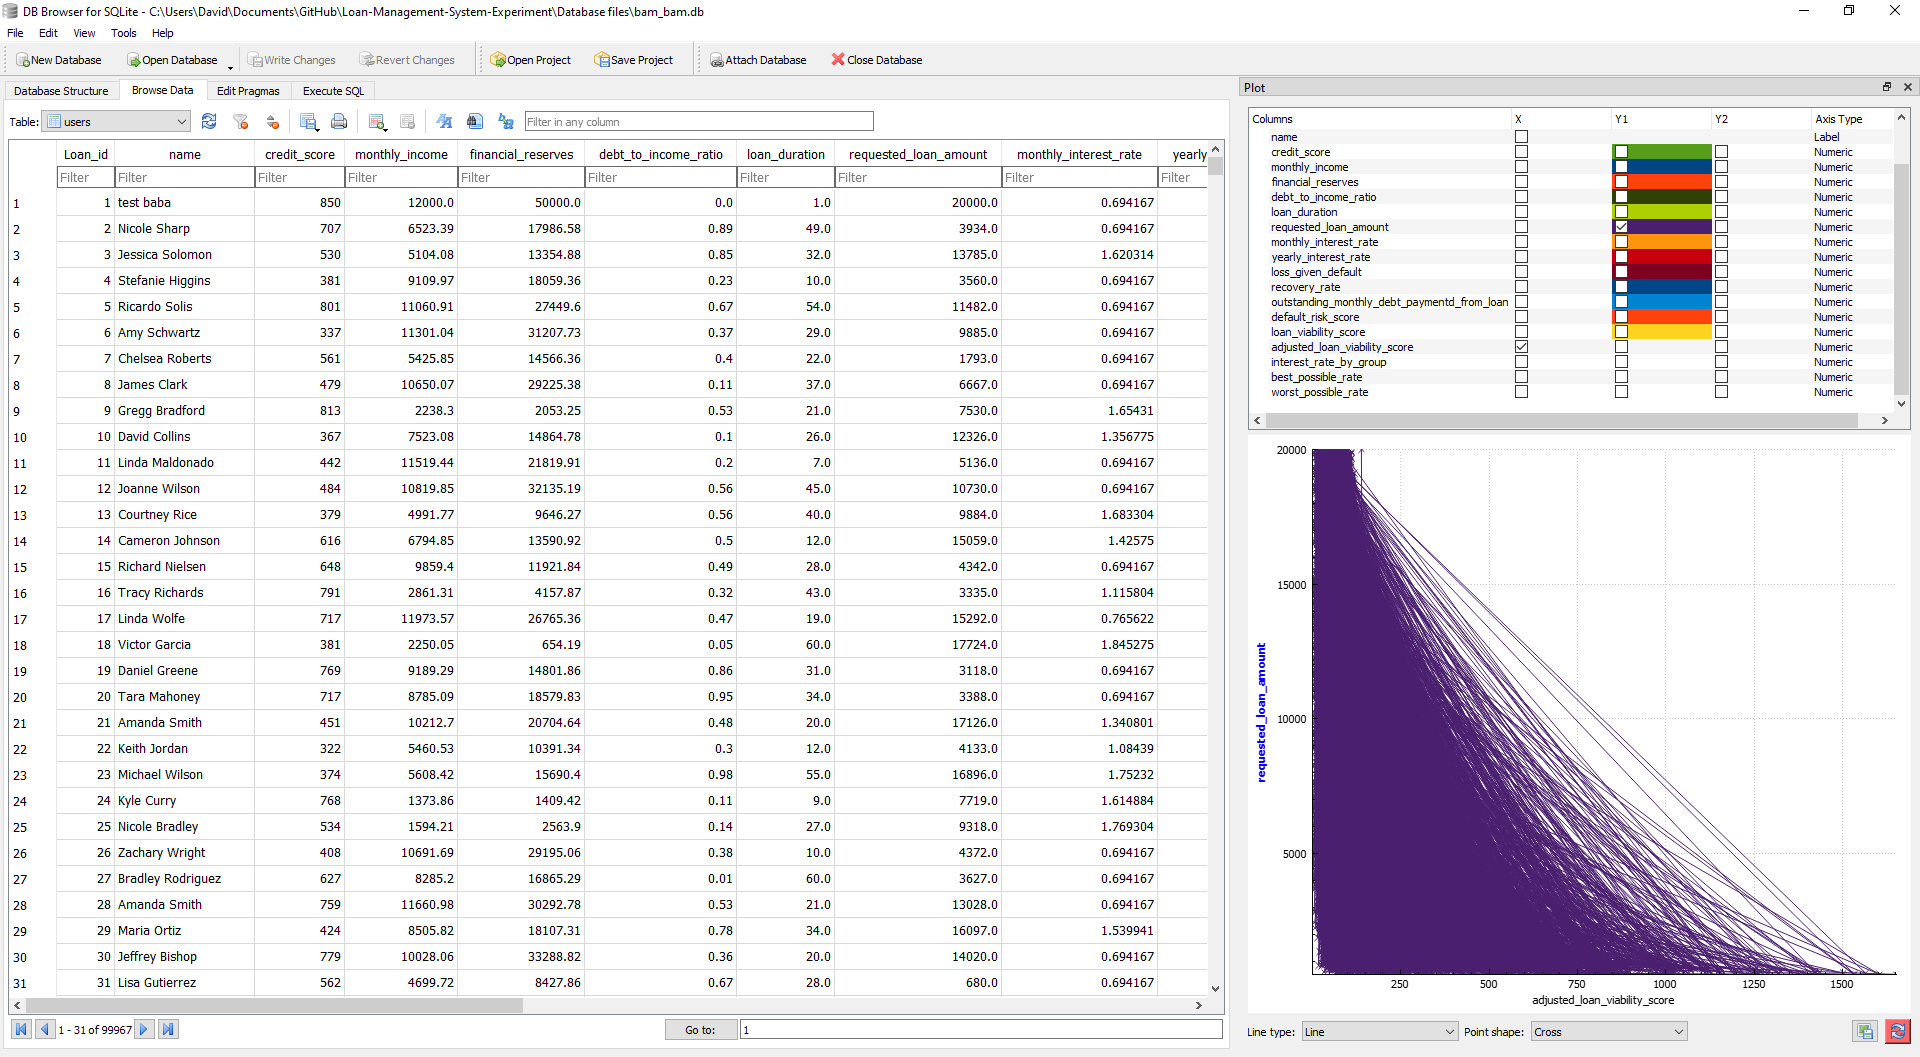 DB Browser for SQLite - C:\Users\David\Documents\GitHub\Loan-Management-System-Experiment\Database files\bam_bam.db
File Edit View Tools Help
New Database Open Database Write Changes Revert Changes Open Project Save Project Attach Database Close Database
Database Structure Browse Data Edit Pragmas Execute SQL
Table: users Filter in any column
Loan_id name credit_score monthly_income financial_reserves debt_to_income_ratio loan_duration requested_loan_amount monthly_interest_rate yearly
Filter Filter Filter Filter Filter Filter Filter Filter Filter Filter
1 1 test baba 850 12000.0 50000.0 0.0 1.0 20000.0 0.694167
2 2 Nicole Sharp 707 6523.39 17986.58 0.89 49.0 3934.0 0.694167
3 3 Jessica Solomon 530 5104.08 13354.88 0.85 32.0 13785.0 1.620314
4 4 Stefanie Higgins 381 9109.97 18059.36 0.23 10.0 3560.0 0.694167
5 5 Ricardo Solis 801 11060.91 27449.6 0.67 54.0 11482.0 0.694167
6 6 Amy Schwartz 337 11301.04 31207.73 0.37 29.0 9885.0 0.694167
7 7 Chelsea Roberts 561 5425.85 14566.36 0.4 22.0 1793.0 0.694167
8 8 James Clark 479 10650.07 29225.38 0.11 37.0 6667.0 0.694167
9 9 Gregg Bradford 813 2238.3 2053.25 0.53 21.0 7530.0 1.65431
10 10 David Collins 367 7523.08 14864.78 0.1 26.0 12326.0 1.356775
11 11 Linda Maldonado 442 11519.44 21819.91 0.2 7.0 5136.0 0.694167
12 12 Joanne Wilson 484 10819.85 32135.19 0.56 45.0 10730.0 0.694167
13 13 Courtney Rice 379 4991.77 9646.27 0.56 40.0 9884.0 1.683304
14 14 Cameron Johnson 616 6794.85 13590.92 0.5 12.0 15059.0 1.42575
15 15 Richard Nielsen 648 9859.4 11921.84 0.49 28.0 4342.0 0.694167
16 16 Tracy Richards 791 2861.31 4157.87 0.32 43.0 3335.0 1.115804
17 17 Linda Wolfe 717 11973.57 26765.36 0.47 19.0 15292.0 0.765622
18 18 Victor Garcia 381 2250.05 654.19 0.05 60.0 17724.0 1.845275
19 19 Daniel Greene 769 9189.29 14801.86 0.86 31.0 3118.0 0.694167
20 20 Tara Mahoney 717 8785.09 18579.83 0.95 34.0 3388.0 0.694167
21 21 Amanda Smith 451 10212.7 20704.64 0.48 20.0 17126.0 1.340801
22 22 Keith Jordan 322 5460.53 10391.34 0.3 12.0 4133.0 1.08439
23 23 Michael Wilson 374 5608.42 15690.4 0.98 55.0 16896.0 1.75232
24 24 Kyle Curry 768 1373.86 1409.42 0.11 9.0 7719.0 1.614884
25 25 Nicole Bradley 534 1594.21 2563.9 0.14 27.0 9318.0 1.769304
26 26 Zachary Wright 408 10691.69 29195.06 0.38 10.0 4372.0 0.694167
27 27 Bradley Rodriguez 627 8285.2 16865.29 0.01 60.0 3627.0 0.694167
28 28 Amanda Smith 759 11660.98 30292.78 0.53 21.0 13028.0 0.694167
29 29 Maria Ortiz 424 8505.82 18107.31 0.78 34.0 16097.0 1.539941
30 30 Jeffrey Bishop 779 10028.06 33288.82 0.36 20.0 14020.0 0.694167
31 31 Lisa Gutierrez 562 4699.72 8427.86 0.67 28.0 680.0 0.694167
1 - 31 of 99967 Go to: 1
Plot
Columns X Y1 Y2 Axis Type
name Label
credit_score Numeric
monthly_income Numeric
financial_reserves Numeric
debt_to_income_ratio Numeric
loan_duration Numeric
requested_loan_amount Numeric
monthly_interest_rate Numeric
yearly_interest_rate Numeric
loss_given_default Numeric
recovery_rate Numeric
outstanding_monthly_debt_paymentd_from_loan Numeric
default_risk_score Numeric
loan_viability_score Numeric
adjusted_loan_viability_score Numeric
interest_rate_by_group Numeric
best_possible_rate Numeric
worst_possible_rate Numeric
20000
15000
10000
5000
requested_loan_amount
250 500 750 1000 1250 1500
adjusted_loan_viability_score
Line type: Line Point shape: Cross